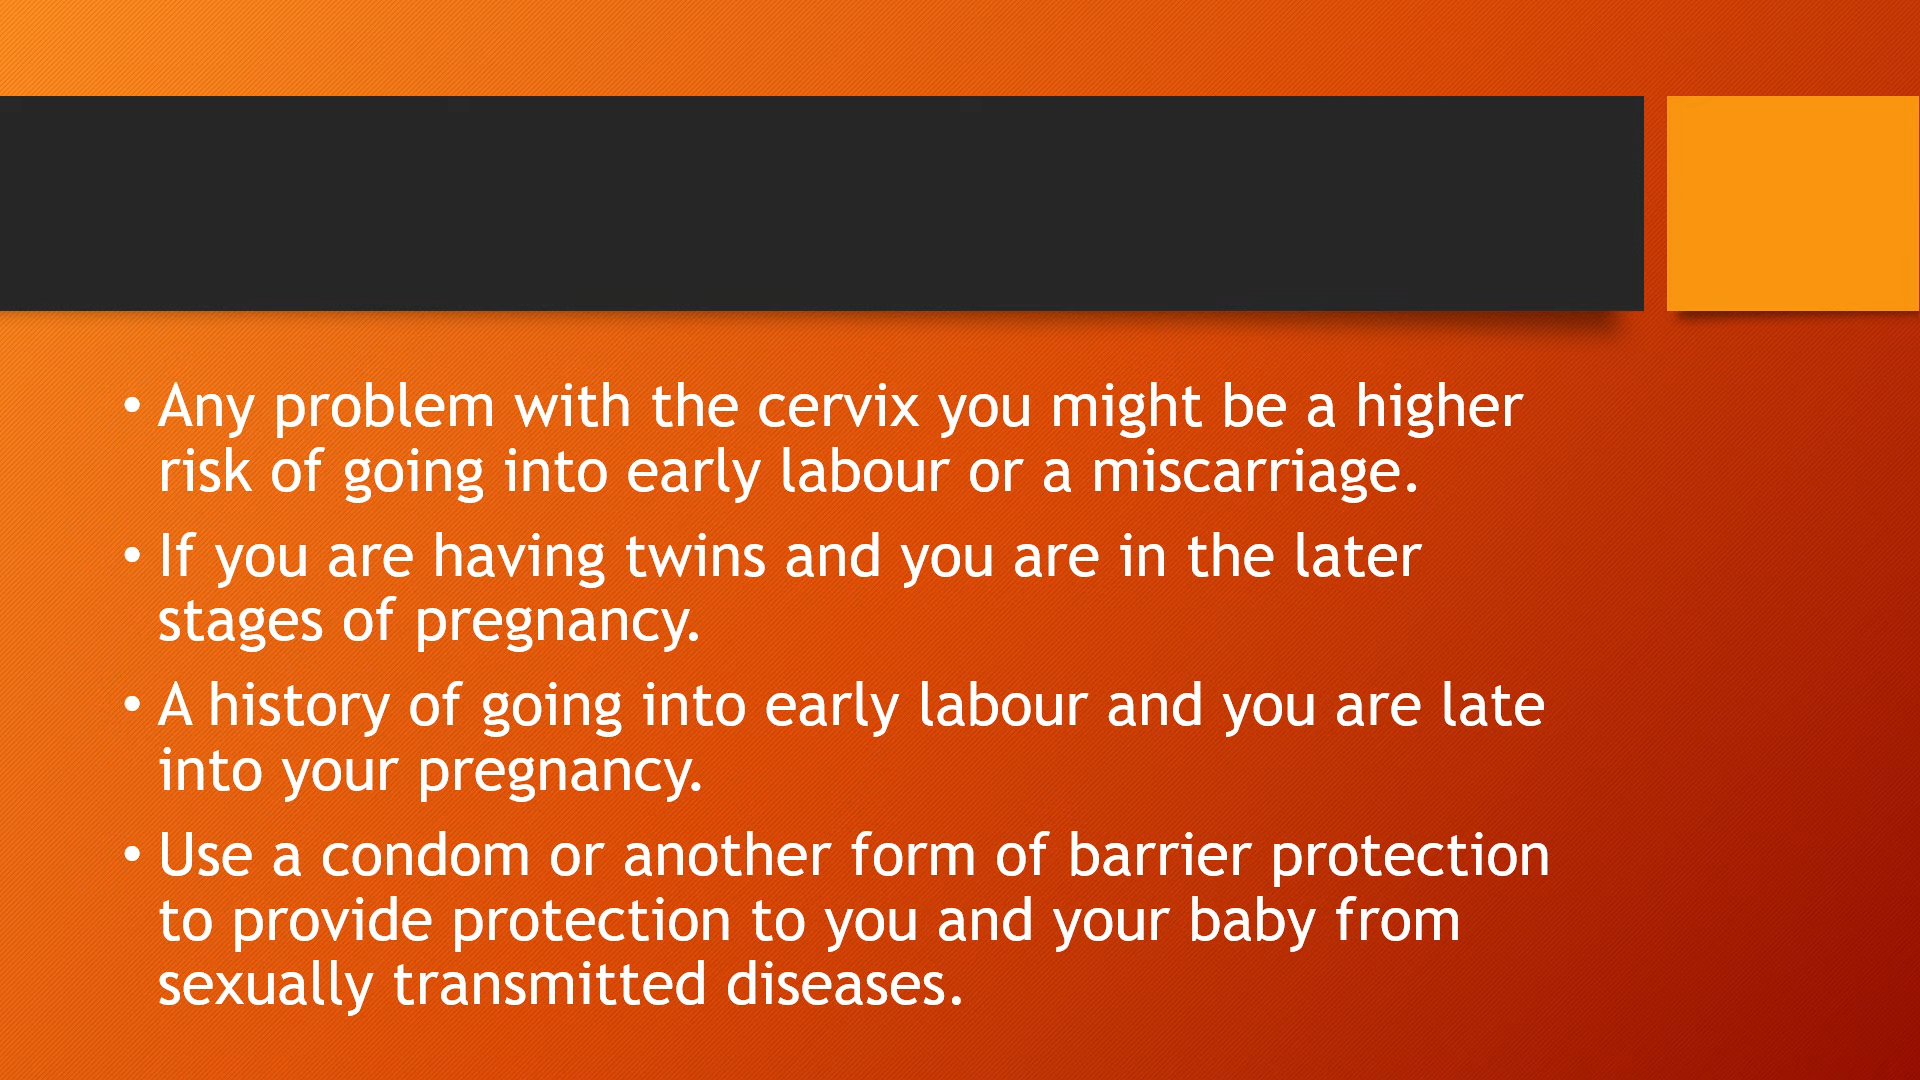 • Any problem with the cervix you might be a higher
risk of going into early labour or a miscarriage.
• If you are having twins and you are in the later
stages of pregnancy.
• A history of going into early labour and you are late
into your pregnancy.
• Use a condom or another form of barrier protection
to provide protection to you and your baby from
sexually transmitted diseases.